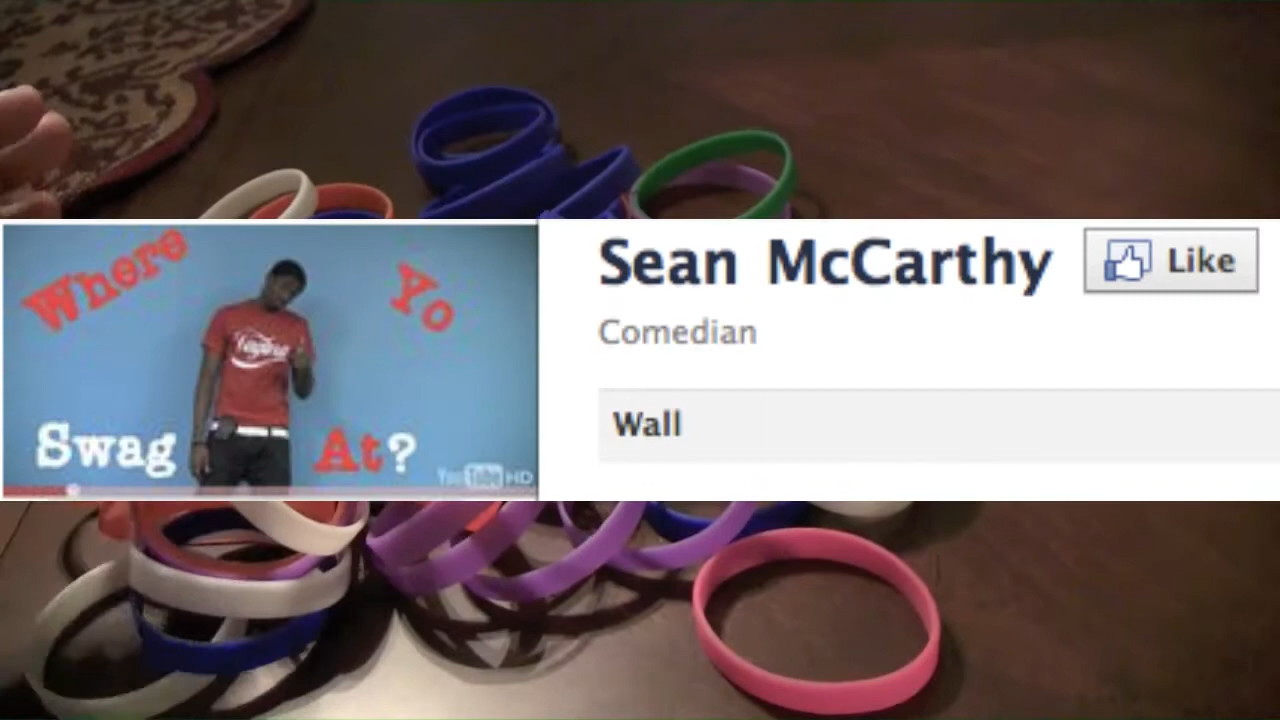 Where Yo
Swag At?
YouTube HD
Sean McCarthy
Like
Comedian
Wall